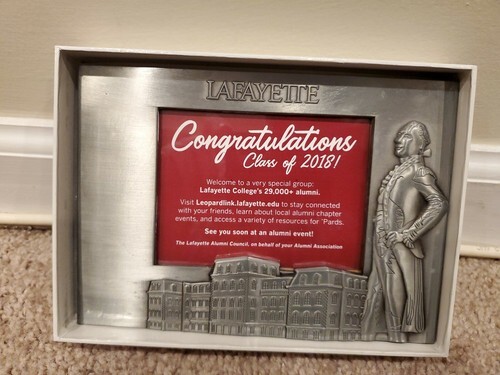 LAFAYETTE
Congratulations
Class of 2018!
Welcome to a very special group:
Lafayette College's 29,000+ alumni.
Visit Leopardlink.lafayette.edu to stay connected
with your friends, learn about local alumni chapter
events, and access a variety of resources for 'Pards.
See you soon at an alumni event!
The Lafayette Alumni Council, on behalf of your Alumni Association